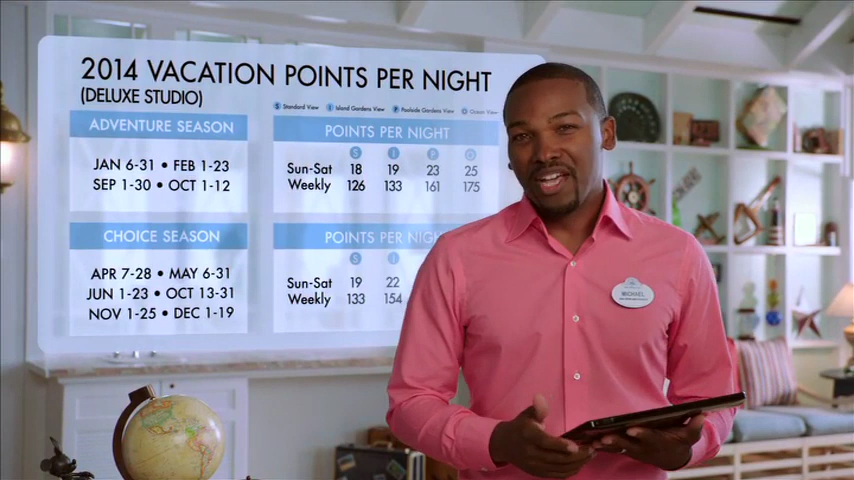 2014 VACATION POINTS PER NIGHT
(DELUXE STUDIO)
S Standard View I Island Gardens View P Poolside Gardens View O Ocean View
ADVENTURE SEASON
JAN 6-31 • FEB 1-23
SEP 1-30 • OCT 1-12
POINTS PER NIGHT
S I P O
Sun-Sat 18 19 23 25
Weekly 126 133 161 175
CHOICE SEASON
APR 7-28 • MAY 6-31
JUN 1-23 • OCT 13-31
NOV 1-25 • DEC 1-19
POINTS PER NIG
S I
Sun-Sat 19 22
Weekly 133 154
MICHAEL